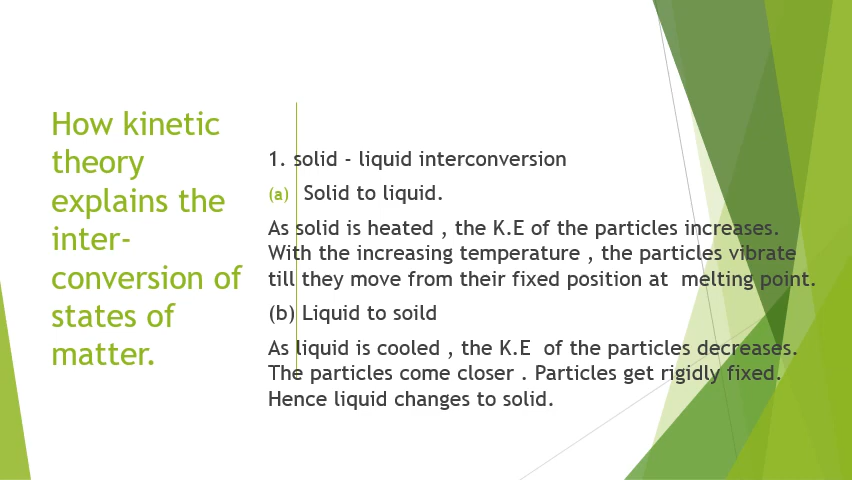 How kinetic
theory
explains the
inter-
conversion of
states of
matter.
1. solid - liquid interconversion
(a) Solid to liquid.
As solid is heated , the K.E of the particles increases.
With the increasing temperature , the particles vibrate
till they move from their fixed position at  melting point.
(b) Liquid to soild
As liquid is cooled , the K.E  of the particles decreases.
The particles come closer . Particles get rigidly fixed.
Hence liquid changes to solid.